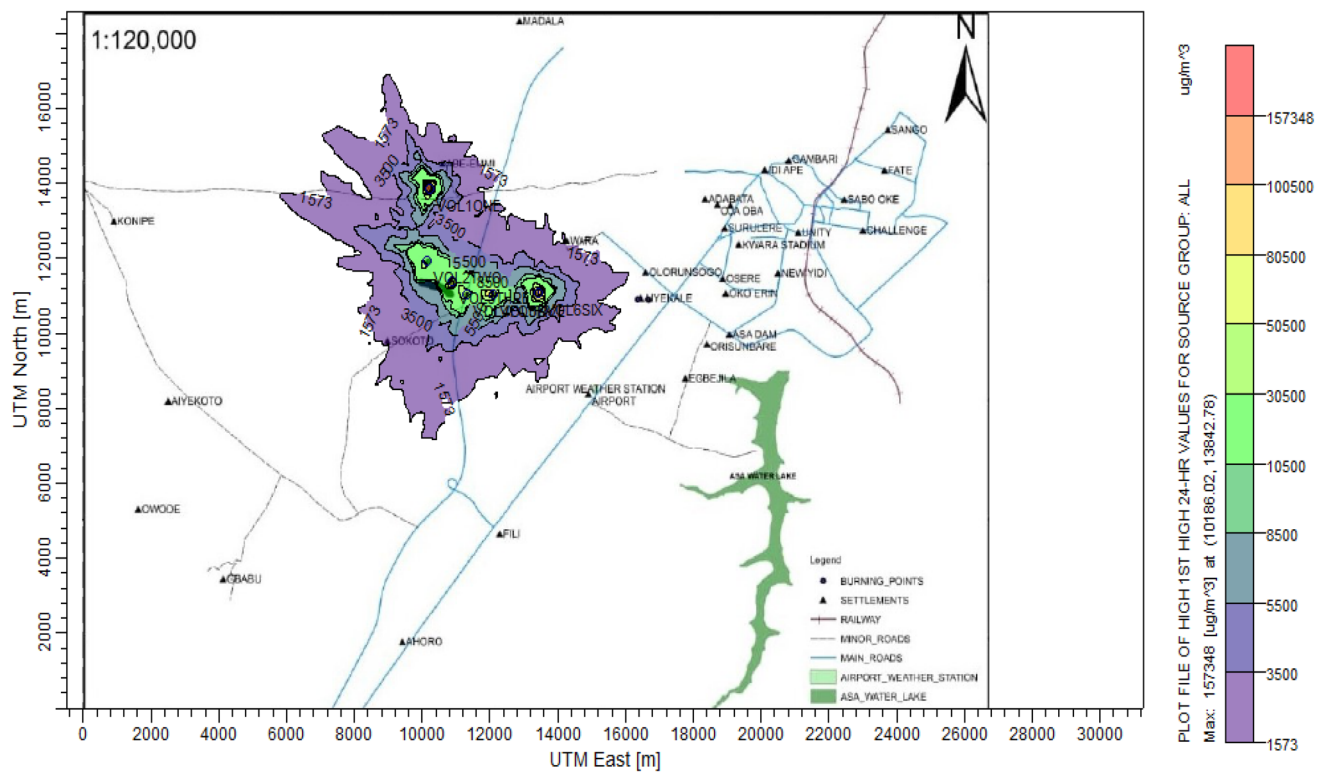 1:120,000
N
MADALA
16000
14000
12000
10000
8000
6000
4000
2000
UTM North [m]
1573
3500
1573
1573
VOL1ONE
3500
15500
1573
VOL2TWO
3500
1573
SOKOTO
1573
KONIPE
WARA
SANGO
GAMBARI
IDI APE
FATE
ADABATA
OJA OBA
SABO OKE
SURULERE
UNITY
CHALLENGE
KWARA STADIUM
OLORUNSOGO
OSERE
NEW YIDI
OKO ERIN
ASA DAM
ORISUNBARE
EGBEJILA
AIRPORT WEATHER STATION
AIRPORT
AIYEKOTO
ASA WATER LAKE
OWODE
FILI
GBABU
AHORO
Legend
BURNING_POINTS
SETTLEMENTS
RAILWAY
MINOR_ROADS
MAIN_ROADS
AIRPORT_WEATHER_STATION
ASA_WATER_LAKE
0 2000 4000 6000 8000 10000 12000 14000 16000 18000 20000 22000 24000 26000 28000 30000
UTM East [m]
PLOT FILE OF HIGH 1ST HIGH 24-HR VALUES FOR SOURCE GROUP: ALL ug/m^3
Max: 157348 [ug/m^3] at (10186.02, 13842.78)
157348
100500
80500
50500
30500
10500
8500
5500
3500
1573